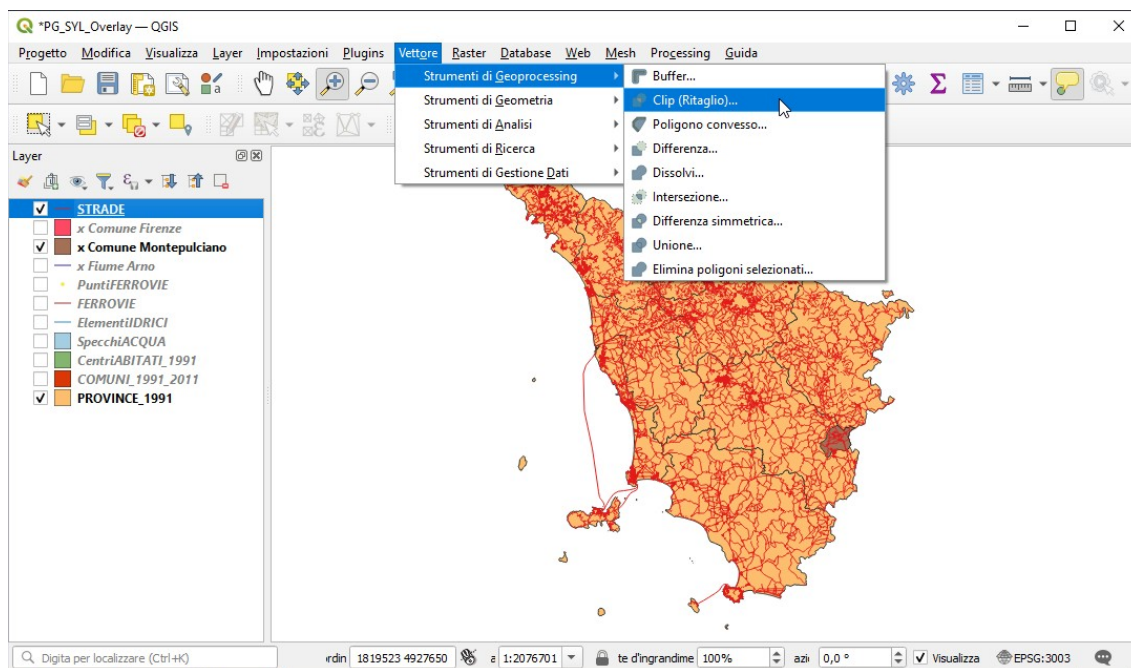 *PG_SYL_Overlay — QGIS
Progetto Modifica Visualizza Layer Impostazioni Plugins Vettore Raster Database Web Mesh Processing Guida
Strumenti di Geoprocessing
Strumenti di Geometria
Strumenti di Analisi
Strumenti di Ricerca
Strumenti di Gestione Dati
Buffer...
Clip (Ritaglio)...
Poligono convesso...
Differenza...
Dissolvi...
Intersezione...
Differenza simmetrica...
Unione...
Elimina poligoni selezionati...
Layer
STRADE
x Comune Firenze
x Comune Montepulciano
x Fiume Arno
PuntiFERROVIE
FERROVIE
ElementiIDRICI
SpecchiACQUA
CentriABITATI_1991
COMUNI_1991_2011
PROVINCE_1991
Digita per localizzare (Ctrl+K) rdin 1819523 4927650 a 1:2076701 te d'ingrandime 100% azi 0,0 ° Visualizza EPSG:3003